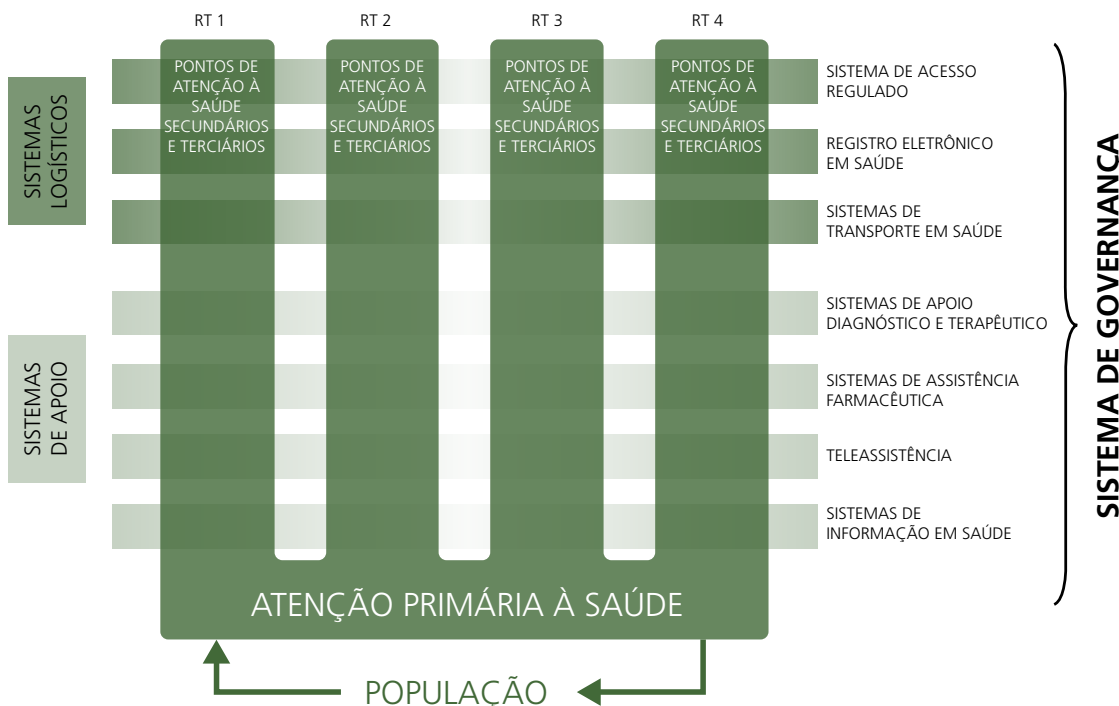 RT 1
RT 2
RT 3
RT 4
PONTOS DE
ATENÇÃO À
SAÚDE
SECUNDÁRIOS
E TERCIÁRIOS
PONTOS DE
ATENÇÃO À
SAÚDE
SECUNDÁRIOS
E TERCIÁRIOS
PONTOS DE
ATENÇÃO À
SAÚDE
SECUNDÁRIOS
E TERCIÁRIOS
PONTOS DE
ATENÇÃO À
SAÚDE
SECUNDÁRIOS
E TERCIÁRIOS
SISTEMAS
LOGÍSTICOS
SISTEMAS
DE APOIO
SISTEMA DE ACESSO
REGULADO
REGISTRO ELETRÔNICO
EM SAÚDE
SISTEMAS DE
TRANSPORTE EM SAÚDE
SISTEMAS DE APOIO
DIAGNÓSTICO E TERAPÊUTICO
SISTEMAS DE ASSISTÊNCIA
FARMACÊUTICA
TELEASSISTÊNCIA
SISTEMAS DE
INFORMAÇÃO EM SAÚDE
SISTEMA DE GOVERNANCA
ATENÇÃO PRIMÁRIA À SAÚDE
POPULAÇÃO